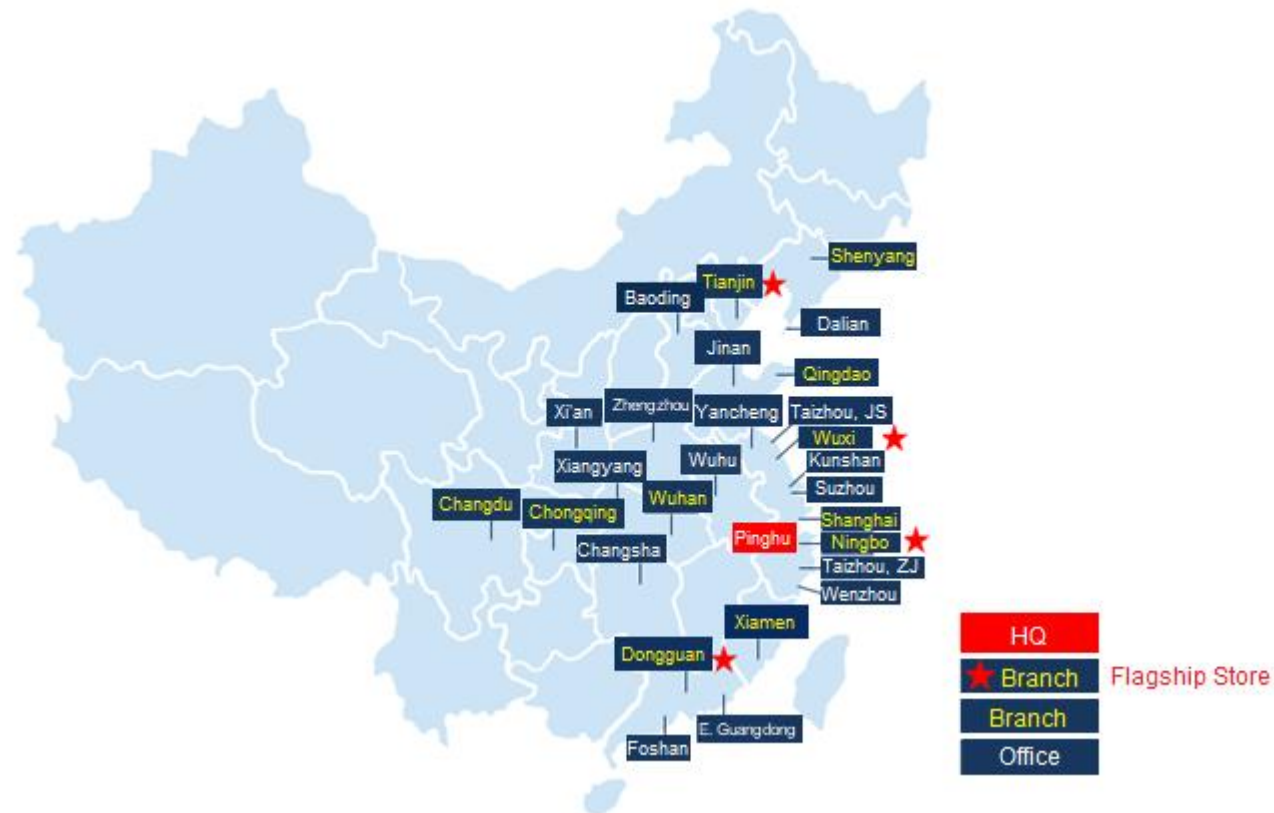 Shenyang
Tianjin
Baoding
Dalian
Jinan
Qingdao
Zhengzhou
Xi'an
Yancheng
Taizhou, JS
Wuxi
Kunshan
Wuhu
Xiangyang
Suzhou
Wuhan
Changdu
Chongqing
Shanghai
Pinghu
Ningbo
Changsha
Taizhou, ZJ
Wenzhou
Xiamen
Dongguan
E. Guangdong
Foshan
HQ
Branch Flagship Store
Branch
Office